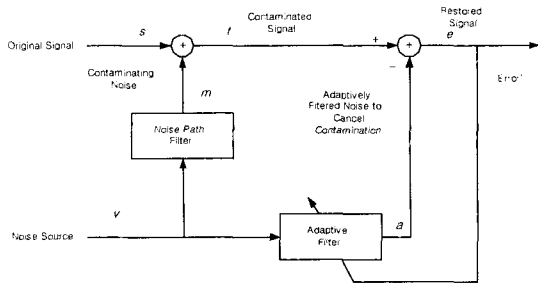 Restored
Signal
Contaminated
Signal
Original Signal
s
+
t
+
+
e
−
Error
Contaminating
Noise
m
Adaptively
Filtered Noise to
Cancel
Contamination
Noise Path
Filter
v
Noise Source
Adaptive
Filter
a